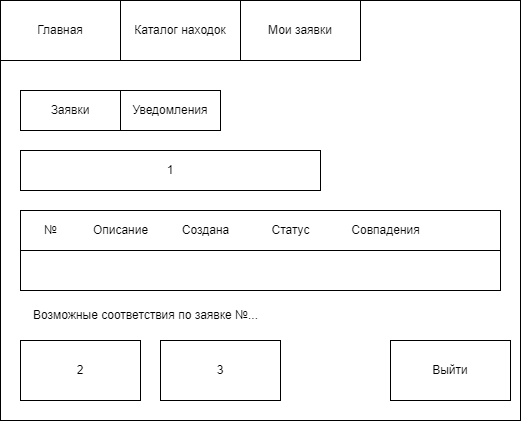 Главная Каталог находок Мои заявки
Заявки Уведомления
1
№ Описание Создана Статус Совпадения
Возможные соответствия по заявке №...
2 3 Выйти